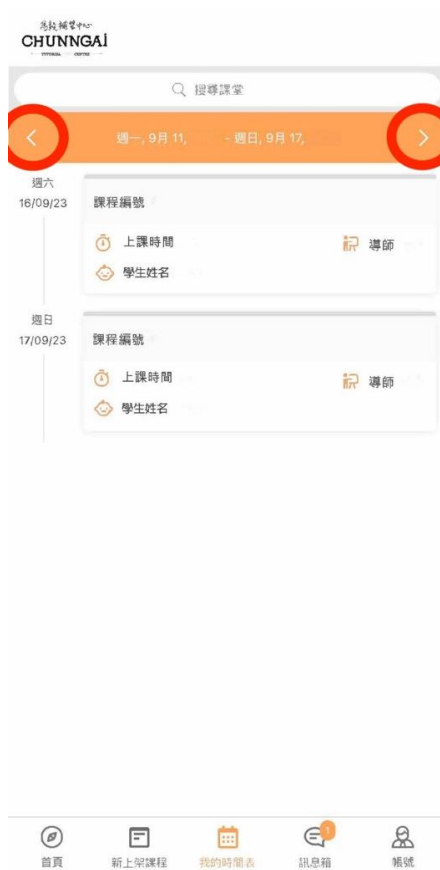 CHUNNGAI
搜尋課堂
週一, 9月 11, - 週日, 9月 17,
週六
16/09/23
課程編號
上課時間 導師
學生姓名
週日
17/09/23
課程編號
上課時間 導師
學生姓名
1
首頁 新上架課程 我的時間表 訊息箱 帳號